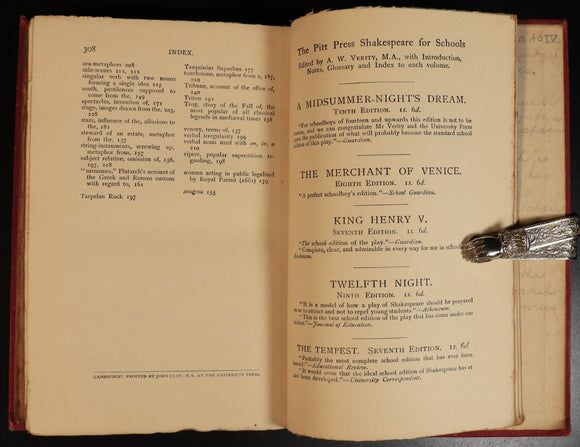 308 INDEX.
sea-metaphors 208
side-scenes 111, 211
singular verb with two nouns
forming a single idea 115
south, pestilences supposed to
come from the, 149
spectacles, invention of, 171
stage, images drawn from the,
stars, influence of the, allusions to
the, 181
steward of an estate, metaphor
from the, 137
string-instruments, screwing up,
metaphor from, 157
subject relative, omission of, 138,
197, 218
"surnames," Plutarch's account of
the Greek and Roman custom
with regard to, 161
Tarpeian Rock 197
Tarquinius Superbus 177
touchstone, metaphor from a, 187,
Tribune, account of the office of,
140
Triton 191
Troy, story of the Fall of, the
most popular of all classical
legends in mediaeval times 138
venery, terms of, 137
verbal irregularity 199
verbal noun used with on, in, a
vipers, popular superstition re-
garding, 198
women acting in public legalised
by Royal Patent (1661) 179
CAMBRIDGE: PRINTED BY JOHN CLAY, M.A. AT THE UNIVERSITY PRESS.
The Pitt Press Shakespeare for Schools
Edited by A. W. VERITY, M.A., with Introduction,
Notes, Glossary and Index to each volume.
A MIDSUMMER-NIGHT'S DREAM.
TENTH EDITION. 1s. 6d.
"For schoolboys of fourteen and upwards this edition is not to be
and we can congratulate Mr Verity and the University Press
the publication of what will probably become the standard school
edition of this play."—Guardian.
THE MERCHANT OF VENICE.
EIGHTH EDITION. 1s. 6d.
"A perfect schoolboy's edition."—School Guardian.
KING HENRY V.
SEVENTH EDITION. 1s. 6d.
"The school edition of the play."—Guardian.
"Complete, clear, and admirable in every way for use in schools
TWELFTH NIGHT.
NINTH EDITION. 1s. 6d.
"It is a model of how a play of Shakespeare should be prepared
so as to attract and not to repel young students."—Athenaeum.
"This is the best school edition of the play that has come under our
notice."—Journal of Education.
THE TEMPEST. SEVENTH EDITION. 1s. 6d
"Probably the most complete school edition that has ever been
issued."—Educational Review.
"It would seem that the ideal school edition of Shakespeare has at
last been developed."—University Correspondent.